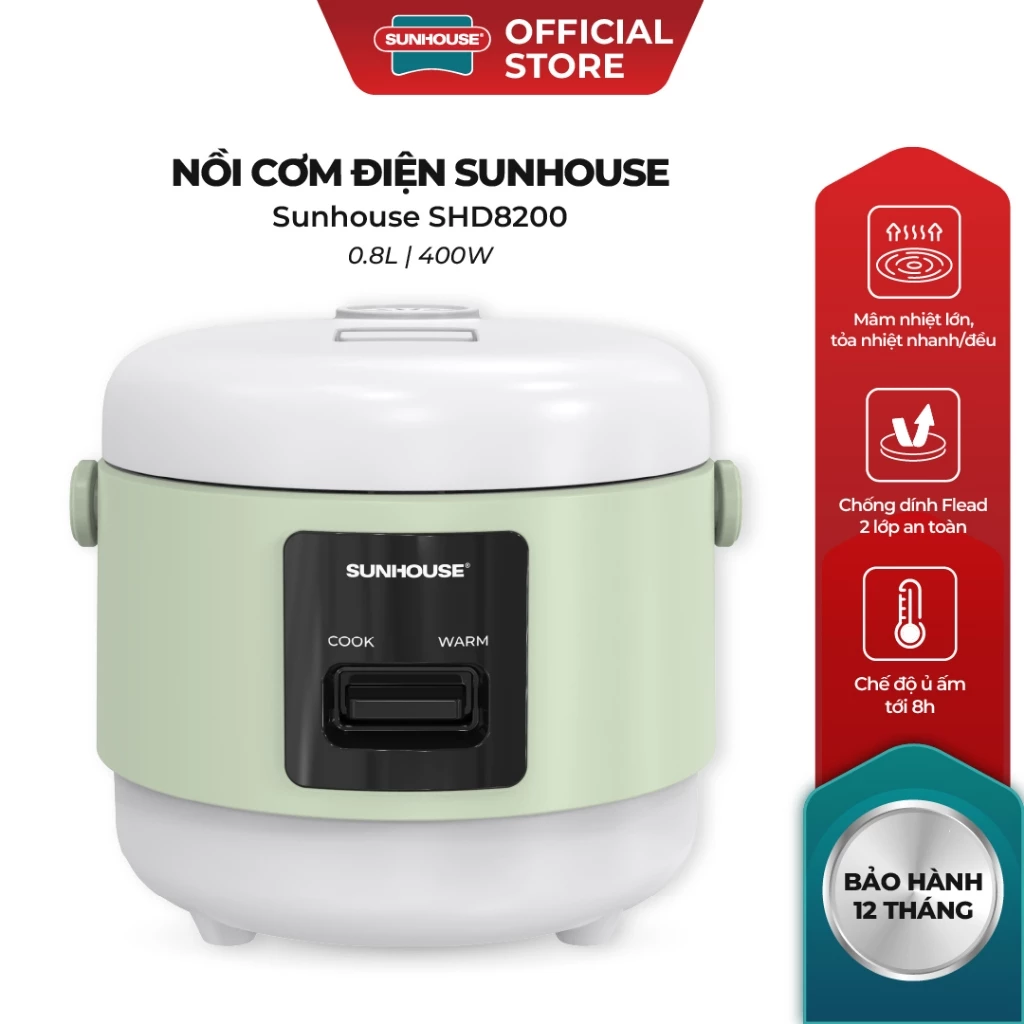 SUNHOUSE®
OFFICIAL
STORE
NỒI CƠM ĐIỆN SUNHOUSE
Sunhouse SHD8200
0.8L | 400W
Mâm nhiệt lớn,
tỏa nhiệt nhanh/đều
Chống dính Flead
2 lớp an toàn
Chế độ ủ ấm
tới 8h
SUNHOUSE®
COOK WARM
BẢO HÀNH
12 THÁNG